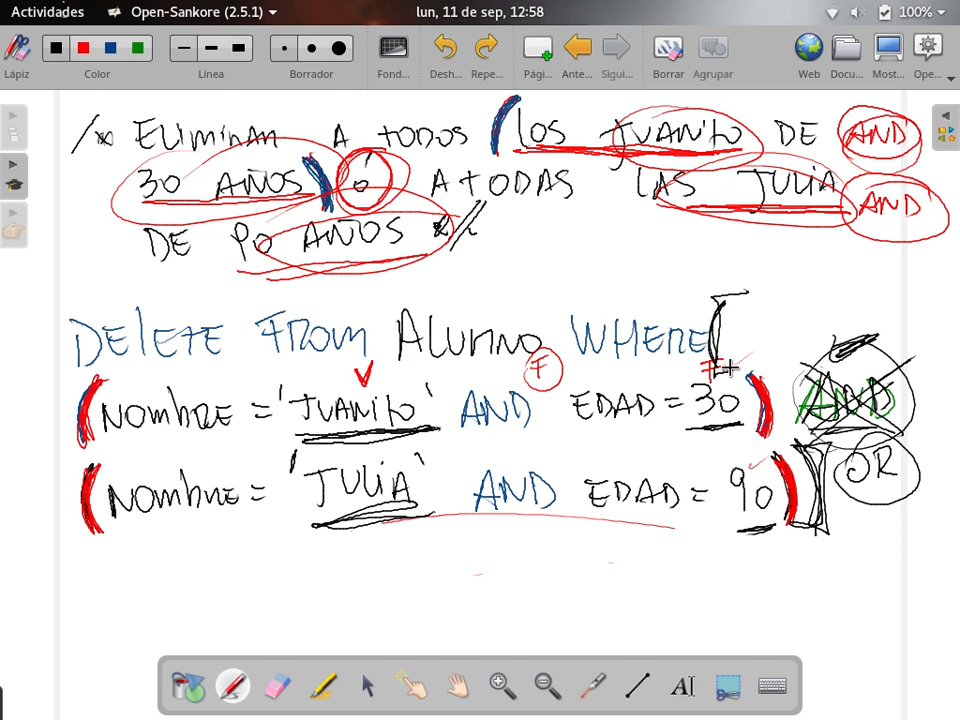 Actividades Open-Sankore (2.5.1) lun, 11 de sep, 12:58 100%
Lápiz Color Línea Borrador Fond... Desh... Repe... Pági... Ante... Sigui... Borrar Agrupar Web Docu... Most... Ope...
/* ELIMINAR A TODOS (LOS JUANITO DE AND
30 AÑOS) ó A TODAS LAS JULIA AND
DE 90 AÑOS */
DELETE FROM Alumno WHERE [
V F F
(NOMBRE = 'JUANITO' AND EDAD = 30) AND
(NOMBRE = 'JULIA' AND EDAD = 90)] OR